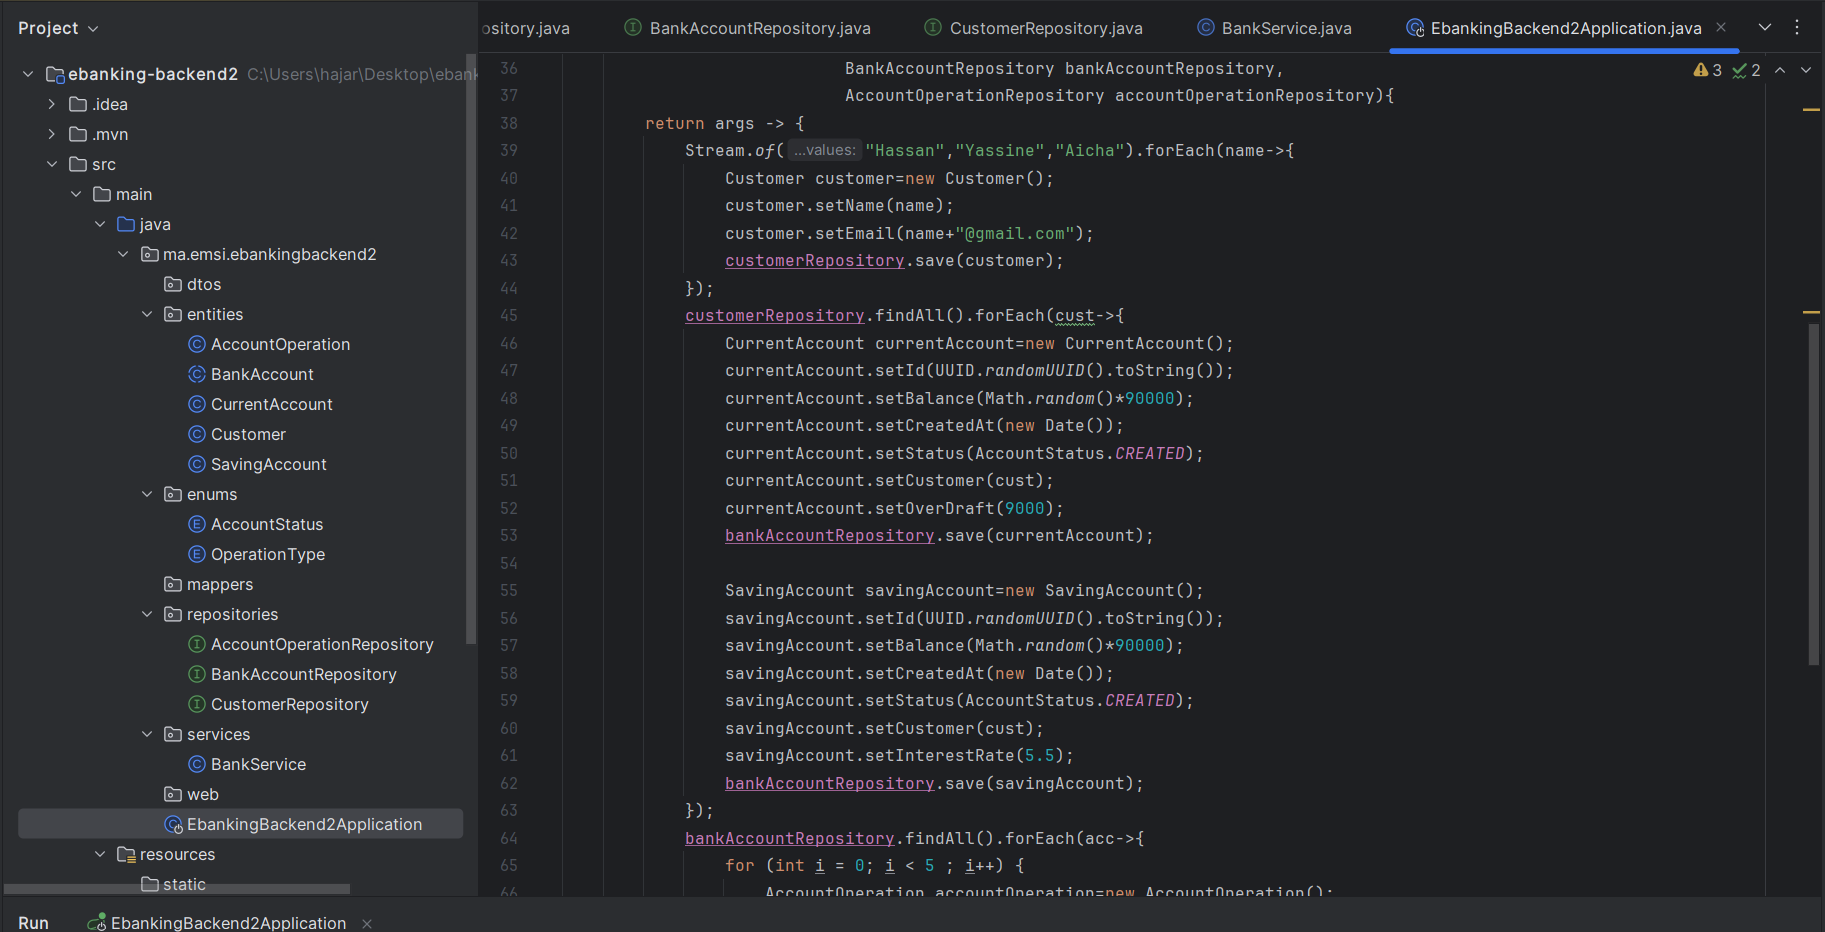 Project
ository.java
BankAccountRepository.java
CustomerRepository.java
BankService.java
EbankingBackend2Application.java
ebanking-backend2 C:\Users\hajar\Desktop\ebank
.idea
.mvn
src
main
java
ma.emsi.ebankingbackend2
dtos
entities
AccountOperation
BankAccount
CurrentAccount
Customer
SavingAccount
enums
AccountStatus
OperationType
mappers
repositories
AccountOperationRepository
BankAccountRepository
CustomerRepository
services
BankService
web
EbankingBackend2Application
resources
static
3 2
36 BankAccountRepository bankAccountRepository,
37 AccountOperationRepository accountOperationRepository){
38 return args -> {
39 Stream.of( ...values: "Hassan","Yassine","Aicha").forEach(name->{
40 Customer customer=new Customer();
41 customer.setName(name);
42 customer.setEmail(name+"@gmail.com");
43 customerRepository.save(customer);
44 });
45 customerRepository.findAll().forEach(cust->{
46 CurrentAccount currentAccount=new CurrentAccount();
47 currentAccount.setId(UUID.randomUUID().toString());
48 currentAccount.setBalance(Math.random()*90000);
49 currentAccount.setCreatedAt(new Date());
50 currentAccount.setStatus(AccountStatus.CREATED);
51 currentAccount.setCustomer(cust);
52 currentAccount.setOverDraft(9000);
53 bankAccountRepository.save(currentAccount);
54
55 SavingAccount savingAccount=new SavingAccount();
56 savingAccount.setId(UUID.randomUUID().toString());
57 savingAccount.setBalance(Math.random()*90000);
58 savingAccount.setCreatedAt(new Date());
59 savingAccount.setStatus(AccountStatus.CREATED);
60 savingAccount.setCustomer(cust);
61 savingAccount.setInterestRate(5.5);
62 bankAccountRepository.save(savingAccount);
63 });
64 bankAccountRepository.findAll().forEach(acc->{
65 for (int i = 0; i < 5 ; i++) {
66 AccountOperation accountOperation=new AccountOperation();
Run EbankingBackend2Application